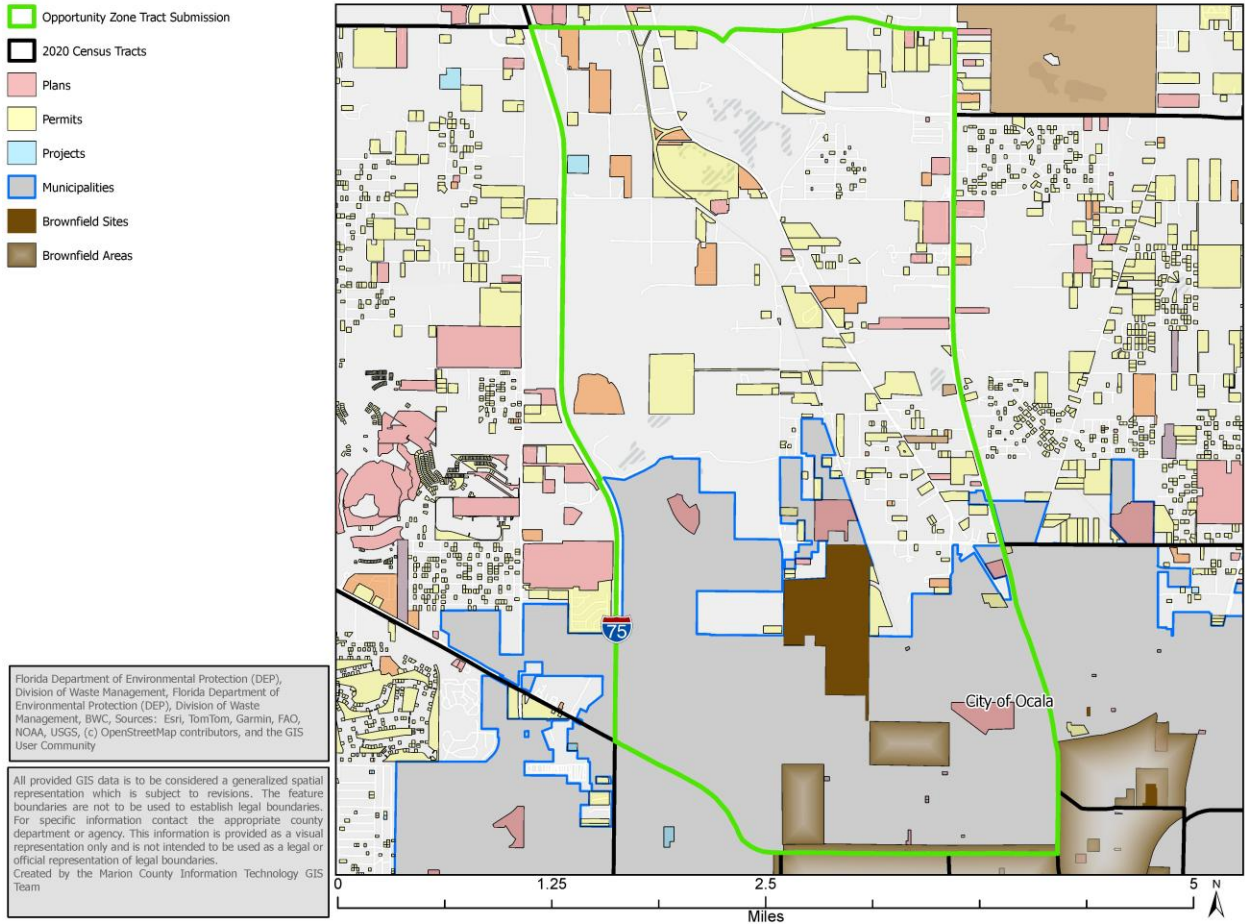 Opportunity Zone Tract Submission
2020 Census Tracts
Plans
Permits
Projects
Municipalities
Brownfield Sites
Brownfield Areas
75
City of Ocala
Florida Department of Environmental Protection (DEP),
Division of Waste Management, Florida Department of
Environmental Protection (DEP), Division of Waste
Management, BWC, Sources: Esri, TomTom, Garmin, FAO,
NOAA, USGS, (c) OpenStreetMap contributors, and the GIS
User Community
All provided GIS data is to be considered a generalized spatial
representation which is subject to revisions. The feature
boundaries are not to be used to establish legal boundaries.
For specific information contact the appropriate county
department or agency. This information is provided as a visual
representation only and is not intended to be used as a legal or
official representation of legal boundaries.
Created by the Marion County Information Technology GIS
Team
0 1.25 2.5 5
Miles
N